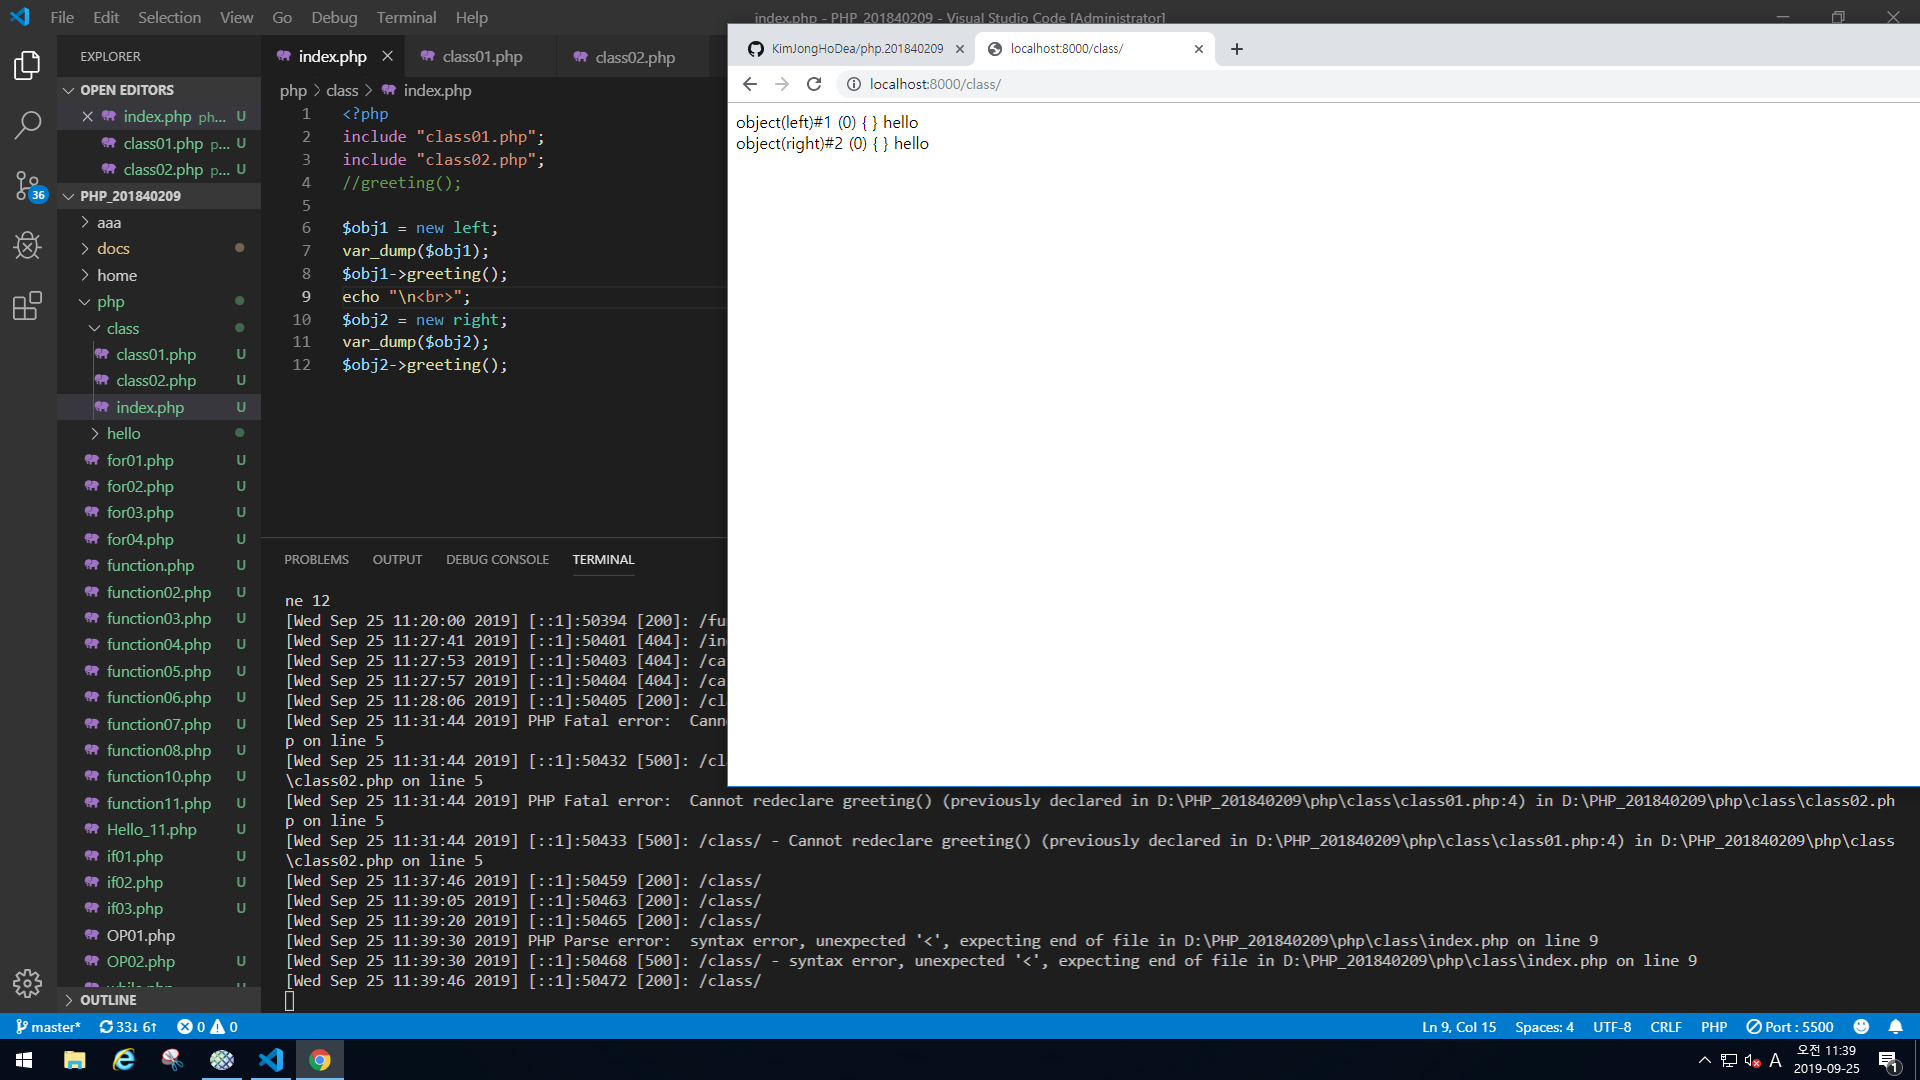 File Edit Selection View Go Debug Terminal Help
index.php - PHP_201840209 - Visual Studio Code [Administrator]
EXPLORER
OPEN EDITORS
index.php ph... U
class01.php p... U
class02.php p... U
PHP_201840209
aaa
docs
home
php
class
class01.php U
class02.php U
index.php U
hello
for01.php U
for02.php U
for03.php U
for04.php U
function.php U
function02.php U
function03.php U
function04.php U
function05.php U
function06.php U
function07.php U
function08.php U
function10.php U
function11.php U
Hello_11.php U
if01.php U
if02.php U
if03.php U
OP01.php
OP02.php U
OUTLINE
36
index.php class01.php class02.php
php > class > index.php
1 <?php
2 include "class01.php";
3 include "class02.php";
4 //greeting();
5
6 $obj1 = new left;
7 var_dump($obj1);
8 $obj1->greeting();
9 echo "\n<br>";
10 $obj2 = new right;
11 var_dump($obj2);
12 $obj2->greeting();
KimJongHoDea/php.201840209 localhost:8000/class/
localhost:8000/class/
object(left)#1 (0) { } hello
object(right)#2 (0) { } hello
PROBLEMS OUTPUT DEBUG CONSOLE TERMINAL
ne 12
[Wed Sep 25 11:20:00 2019] [::1]:50394 [200]: /fu
[Wed Sep 25 11:27:41 2019] [::1]:50401 [404]: /in
[Wed Sep 25 11:27:53 2019] [::1]:50403 [404]: /ca
[Wed Sep 25 11:27:57 2019] [::1]:50404 [404]: /ca
[Wed Sep 25 11:28:06 2019] [::1]:50405 [200]: /cl
[Wed Sep 25 11:31:44 2019] PHP Fatal error:  Cann
p on line 5
[Wed Sep 25 11:31:44 2019] [::1]:50432 [500]: /cl
\class02.php on line 5
[Wed Sep 25 11:31:44 2019] PHP Fatal error:  Cannot redeclare greeting() (previously declared in D:\PHP_201840209\php\class\class01.php:4) in D:\PHP_201840209\php\class\class02.ph
p on line 5
[Wed Sep 25 11:31:44 2019] [::1]:50433 [500]: /class/ - Cannot redeclare greeting() (previously declared in D:\PHP_201840209\php\class\class01.php:4) in D:\PHP_201840209\php\class
\class02.php on line 5
[Wed Sep 25 11:37:46 2019] [::1]:50459 [200]: /class/
[Wed Sep 25 11:39:05 2019] [::1]:50463 [200]: /class/
[Wed Sep 25 11:39:20 2019] [::1]:50465 [200]: /class/
[Wed Sep 25 11:39:30 2019] PHP Parse error:  syntax error, unexpected '<', expecting end of file in D:\PHP_201840209\php\class\index.php on line 9
[Wed Sep 25 11:39:30 2019] [::1]:50468 [500]: /class/ - syntax error, unexpected '<', expecting end of file in D:\PHP_201840209\php\class\index.php on line 9
[Wed Sep 25 11:39:46 2019] [::1]:50472 [200]: /class/
master* 33↓ 6↑ 0 0 Ln 9, Col 15 Spaces: 4 UTF-8 CRLF PHP Port : 5500
A 오전 11:39
2019-09-25 1